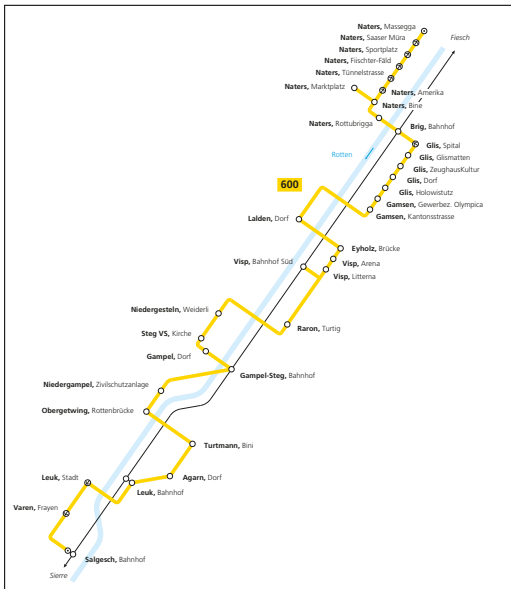 Naters, Massegga
Naters, Saaser Müra
Fiesch
Naters, Sportplatz
Naters, Fiischter-Fäld
Naters, Tunnelstrasse
Naters, Marktplatz
Naters, Amerika
Naters, Bine
Naters, Rottubrigga
Brig, Bahnhof
Glis, Spital
Rotten
Glis, Glismatten
Glis, ZeughausKultur
Glis, Dorf
600
Glis, Holowistutz
Gamsen, Gewerbez. Olympica
Gamsen, Kantonsstrasse
Lalden, Dorf
Eyholz, Brücke
Visp, Bahnhof Süd
Visp, Arena
Visp, Litterna
Niedergesteln, Weiderli
Raron, Turtig
Steg VS, Kirche
Gampel, Dorf
Gampel-Steg, Bahnhof
Niedergampel, Zivilschutzanlage
Obergetwing, Rottenbrücke
Turtmann, Bini
Leuk, Stadt
Agarn, Dorf
Leuk, Bahnhof
Varen, Frayen
Salgesch, Bahnhof
Sierre